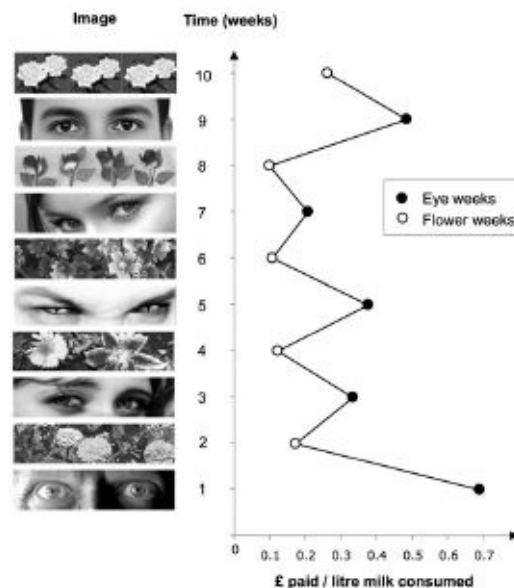 Image Time (weeks)
10
9
8
7
6
5
4
3
2
1
Eye weeks
Flower weeks
0 0.1 0.2 0.3 0.4 0.5 0.6 0.7
£ paid / litre milk consumed